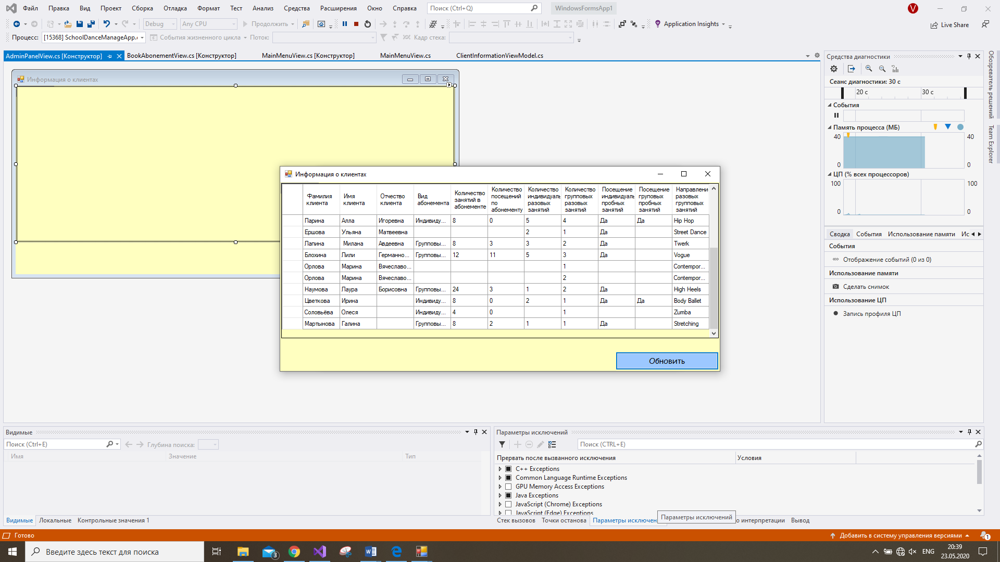 Файл Правка Вид Проект Сборка Отладка Формат Тест Анализ Средства Расширения Окно Справка Поиск (Ctrl+Q) WindowsFormsApp1 V
Debug Any CPU Продолжить Application Insights Live Share
Процесс: [15368] SchoolDanceManageApp. События жизненного цикла Поток: Кадр стека:
AdminPanelView.cs [Конструктор] BookAbonementView.cs [Конструктор] MainMenuView.cs [Конструктор] MainMenuView.cs ClientInformationViewModel.cs
Информация о клиентах
Информация о клиентах
Фамилия клиента Имя клиента Отчество клиента Вид абонемента Количество занятий в абонементе Количество посещений по абонементу Количество индивидуаль разовых занятий Количество групповых разовых занятий Посещение индивидуаль пробных занятий Посещение груповых пробных занятий Направлени разовых групповых занятий
Парина Алла Игоревна Индивиду... 8 0 5 4 Да Да Hip Hop
Ершова Ульяна Матвеевна 2 1 Да Street Dance
Лапина Милана Авдеевна Групповы... 8 3 3 2 Да Twerk
Блохина Лили Германно... Групповы... 12 11 5 3 Да Vogue
Орлова Марина Вячеславо... 1 Contempor...
Орлова Марина Вячеславо... 2 Contempor...
Наумова Лаура Борисовна Групповы... 24 3 1 2 Да High Heels
Цветкова Ирина Индивиду... 8 0 2 1 Да Да Body Ballet
Соловьёва Олеся Индивиду... 4 0 1 Zumba
Мартынова Галина Групповы... 8 2 1 1 Да Stretching
Обновить
Средства диагностики
Сеанс диагностики: 30 с
20 с 30 с
События
Память процесса (МБ)
40 40
0 0
ЦП (% всех процессоров)
100 100
0 0
Сводка События Использование памяти Ис
События
Отображение событий (0 из 0)
Использование памяти
Сделать снимок
Использование ЦП
Запись профиля ЦП
Обозреватель решений
Team Explorer
Видимые
Поиск (Ctrl+E) Глубина поиска:
Имя Значение Тип
Видимые Локальные Контрольные значения 1
Параметры исключений
Поиск (CTRL+E)
Прервать после вызванного исключения Условия
C++ Exceptions
Common Language Runtime Exceptions
GPU Memory Access Exceptions
Java Exceptions
JavaScript (Chrome) Exceptions
JavaScript (Edge) Exceptions
Стек вызовов Точки останова Параметры исключен Параметры исключений о интерпретации Вывод
Готово Добавить в систему управления версиями 1
Введите здесь текст для поиска 3 ENG 20:39
23.05.2020